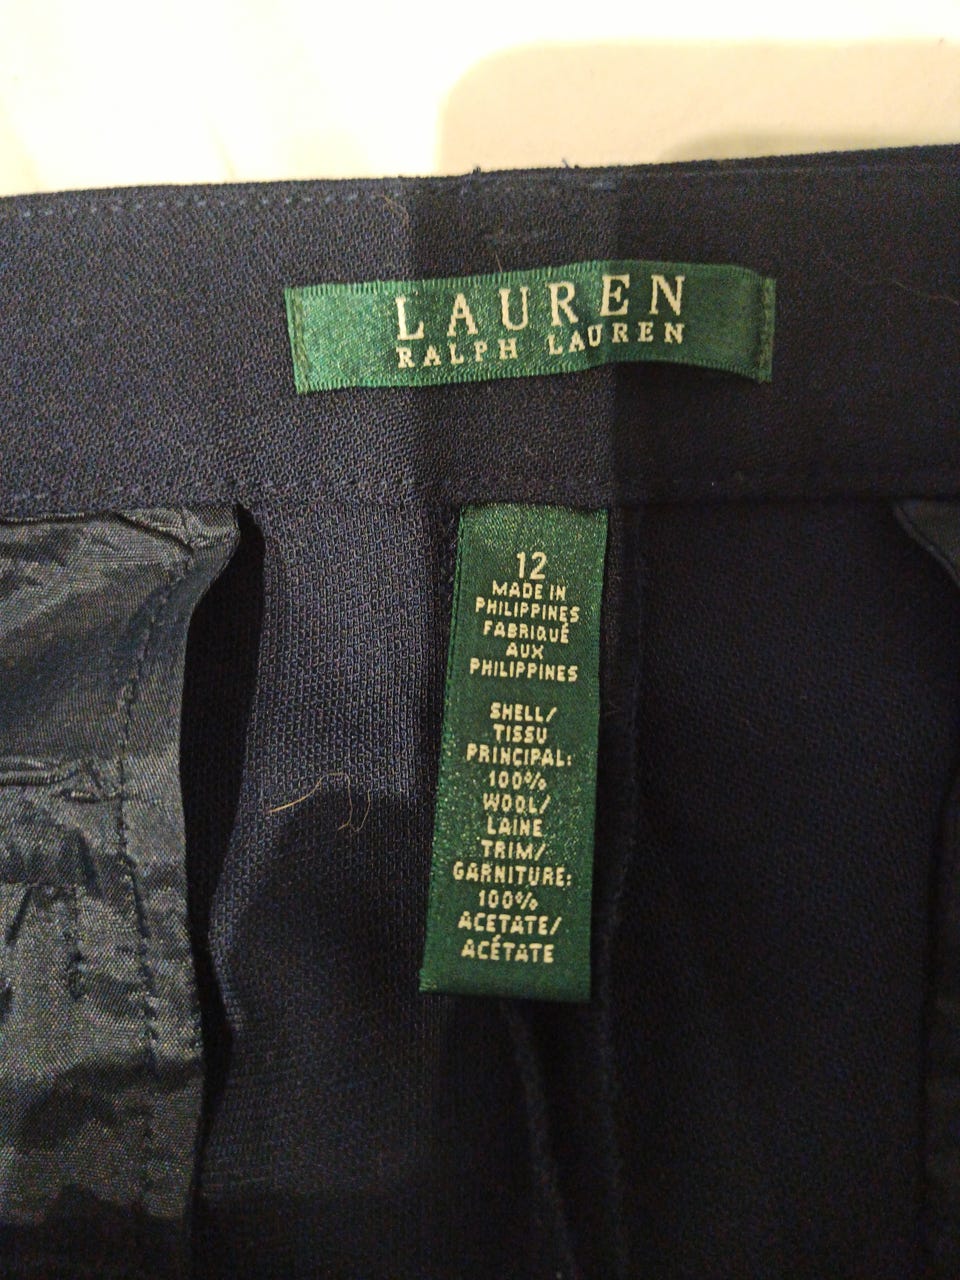 LAUREN
RALPH LAUREN
12
MADE IN
PHILIPPINES
FABRIQUÉ
AUX
PHILIPPINES
SHELL/
TISSU
PRINCIPAL:
100%
WOOL/
LAINE
TRIM/
GARNITURE:
100%
ACETATE/
ACÉTATE